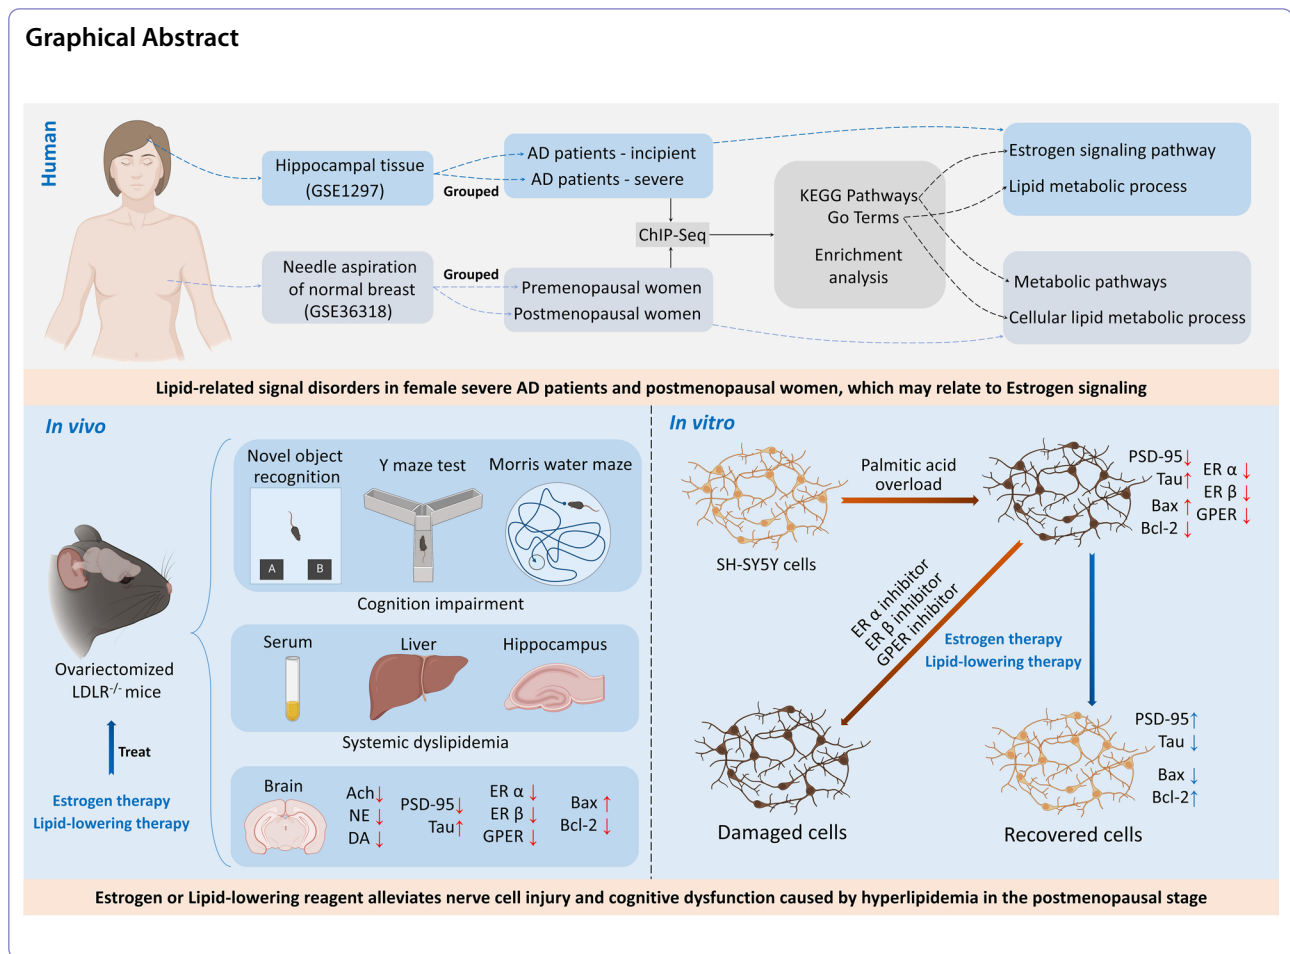 Graphical Abstract
Human
Hippocampal tissue
(GSE1297)
Grouped
AD patients - incipient
AD patients - severe
Needle aspiration
of normal breast
(GSE36318)
Grouped
Premenopausal women
Postmenopausal women
ChIP-Seq
KEGG Pathways
Go Terms
Enrichment
analysis
Estrogen signaling pathway
Lipid metabolic process
Metabolic pathways
Cellular lipid metabolic process
Lipid-related signal disorders in female severe AD patients and postmenopausal women, which may relate to Estrogen signaling
In vivo
Ovariectomized
LDLR-/- mice
Treat
Estrogen therapy
Lipid-lowering therapy
Novel object
recognition
A
B
Y maze test
Morris water maze
Cognition impairment
Serum
Liver
Hippocampus
Systemic dyslipidemia
Brain
Ach↓
NE ↓
DA ↓
PSD-95↓
Tau↑
ER α ↓
ER β ↓
GPER ↓
Bax ↑
Bcl-2 ↓
In vitro
SH-SY5Y cells
Palmitic acid
overload
PSD-95↓
Tau↑
Bax ↑
Bcl-2 ↓
ER α ↓
ER β ↓
GPER ↓
ER α inhibitor
ER β inhibitor
GPER inhibitor
Estrogen therapy
Lipid-lowering therapy
Damaged cells
PSD-95↑
Tau ↓
Bax ↓
Bcl-2↑
Recovered cells
Estrogen or Lipid-lowering reagent alleviates nerve cell injury and cognitive dysfunction caused by hyperlipidemia in the postmenopausal stage